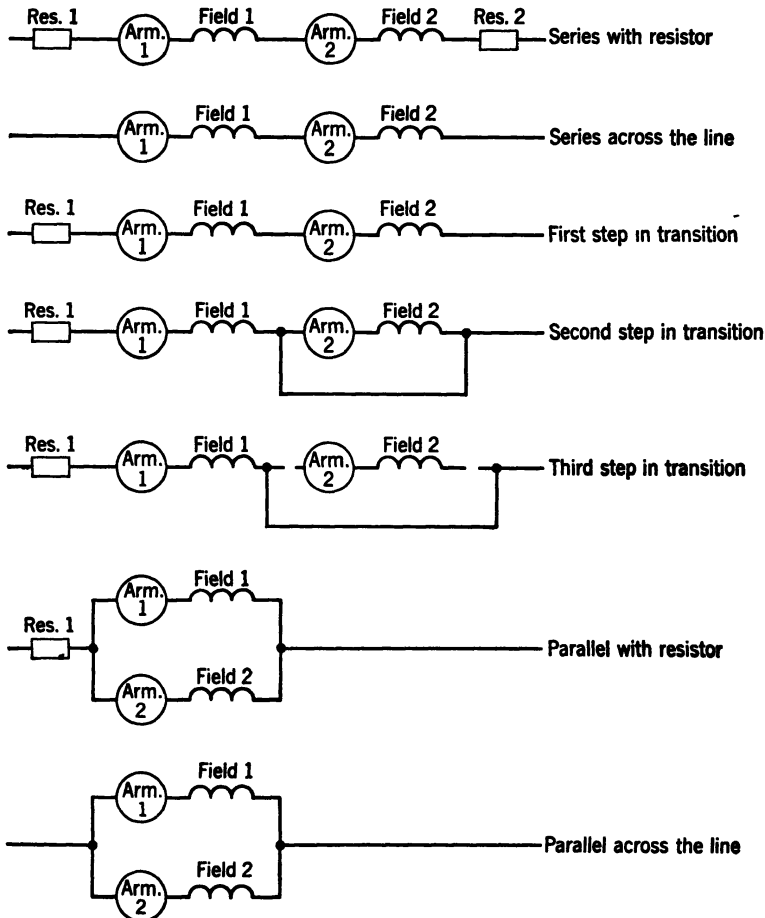 Res. 1 Field 1 Field 2 Res. 2
Arm. 1 Arm. 2 Series with resistor
Field 1 Field 2
Arm. 1 Arm. 2 Series across the line
Res. 1 Field 1 Field 2
Arm. 1 Arm. 2 First step in transition
Res. 1 Field 1 Field 2
Arm. 1 Arm. 2 Second step in transition
Res. 1 Field 1 Field 2
Arm. 1 Arm. 2 Third step in transition
Field 1
Arm. 1
Res. 1
Parallel with resistor
Field 2
Arm. 2
Field 1
Arm. 1
Parallel across the line
Field 2
Arm. 2